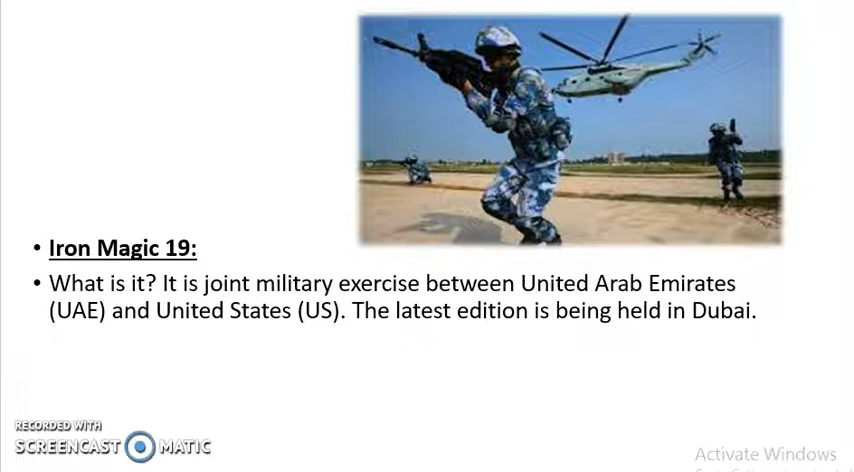 • Iron Magic 19:
• What is it? It is joint military exercise between United Arab Emirates
(UAE) and United States (US). The latest edition is being held in Dubai.
RECORDED WITH
SCREENCAST MATIC
Activate Windows